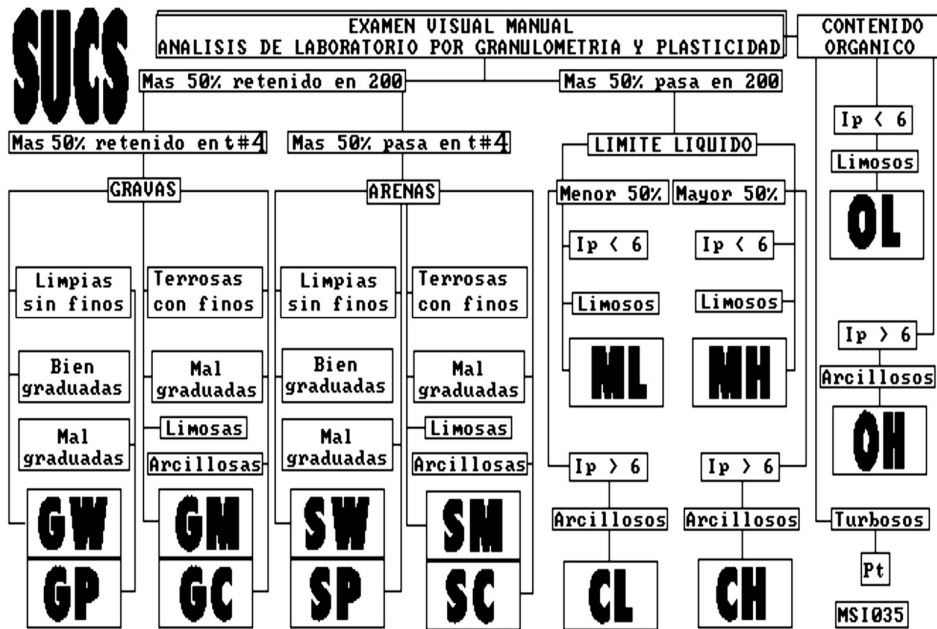 SUCS
EXAMEN VISUAL MANUAL
ANALISIS DE LABORATORIO POR GRANULOMETRIA Y PLASTICIDAD
CONTENIDO
ORGANICO
Mas 50% retenido en 200
Mas 50% pasa en 200
Mas 50% retenido en t#4
Mas 50% pasa en t#4
GRAVAS
ARENAS
Limpias
sin finos
Terrosas
con finos
Limpias
sin finos
Terrosas
con finos
Bien
graduadas
Mal
graduadas
Bien
graduadas
Mal
graduadas
Mal
graduadas
Limosas
Arcillosas
Mal
graduadas
Limosas
Arcillosas
GW
GP
GM
GC
SW
SP
SM
SC
LIMITE LIQUIDO
Menor 50%
Mayor 50%
Ip < 6
Limosos
ML
Ip < 6
Limosos
MH
Ip > 6
Arcillosos
CL
Ip > 6
Arcillosos
CH
Ip < 6
Limosos
OL
Ip > 6
Arcillosos
OH
Turbosos
Pt
MSI035